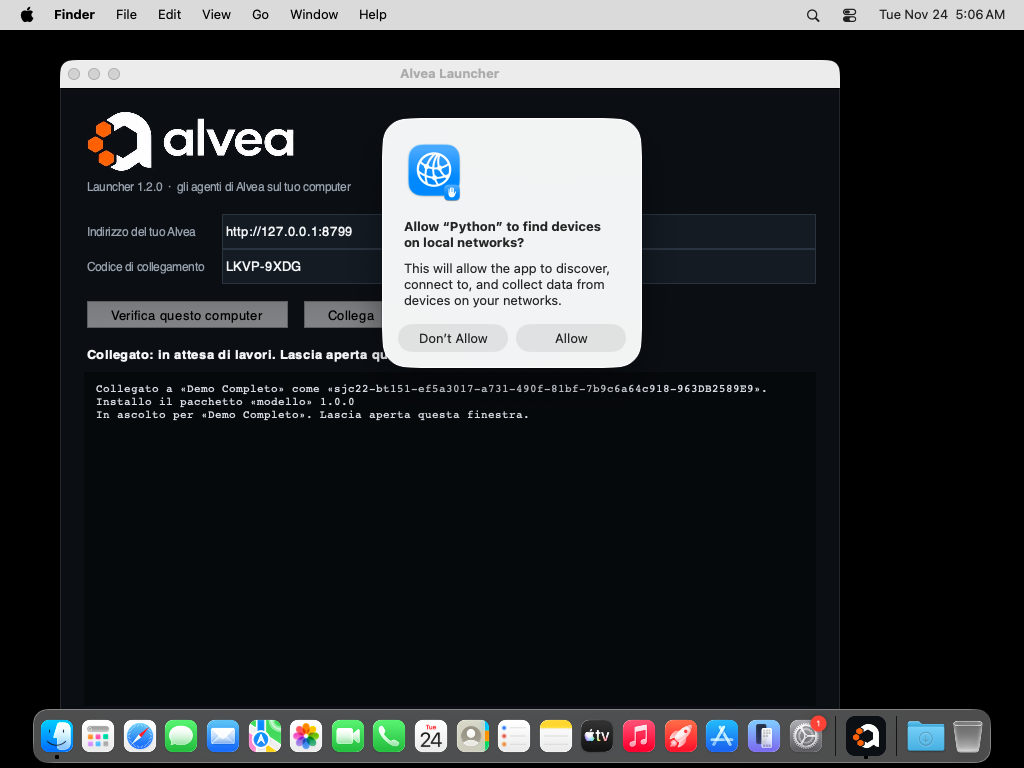 Finder File Edit View Go Window Help Tue Nov 24 5:06 AM
Alvea Launcher
alvea
Launcher 1.2.0 · gli agenti di Alvea sul tuo computer
Indirizzo del tuo Alvea http://127.0.0.1:8799
Codice di collegamento LKVP-9XDG
Verifica questo computer Collega
Collegato: in attesa di lavori. Lascia aperta
Allow “Python” to find devices
on local networks?
This will allow the app to discover,
connect to, and collect data from
devices on your networks.
Don’t Allow Allow
Collegato a «Demo Completo» come «sjc22-bt151-ef5a3017-a731-490f-81bf-7b9c6a64c918-963DB2589E9».
Installo il pacchetto «modello» 1.0.0
In ascolto per «Demo Completo». Lascia aperta questa finestra.
Tue
24
tv
1